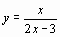 y = x / (2x − 3)